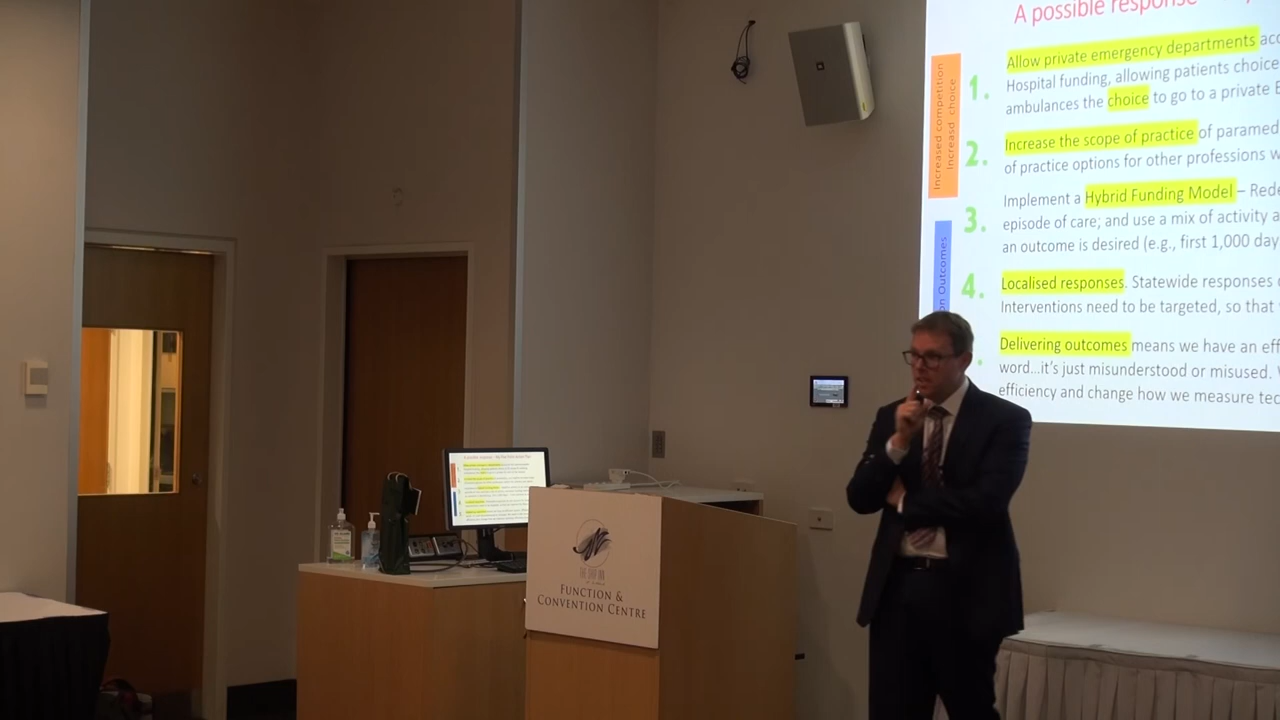 A possible response
Increased competition
Increasd choice
1.
Allow private emergency departments acc
Hospital funding, allowing patients choice
ambulances the choice to go to a private E
2.
Increase the scope of practice of paramed
of practice options for other professions w
3.
Implement a Hybrid Funding Model – Rede
episode of care; and use a mix of activity a
an outcome is desired (e.g., first 1,000 day
on Outcomes
4.
Localised responses. Statewide responses
Interventions need to be targeted, so that
Delivering outcomes means we have an eff
word...it's just misunderstood or misused.
efficiency and change how we measure tec
FUNCTION &
CONVENTION CENTRE